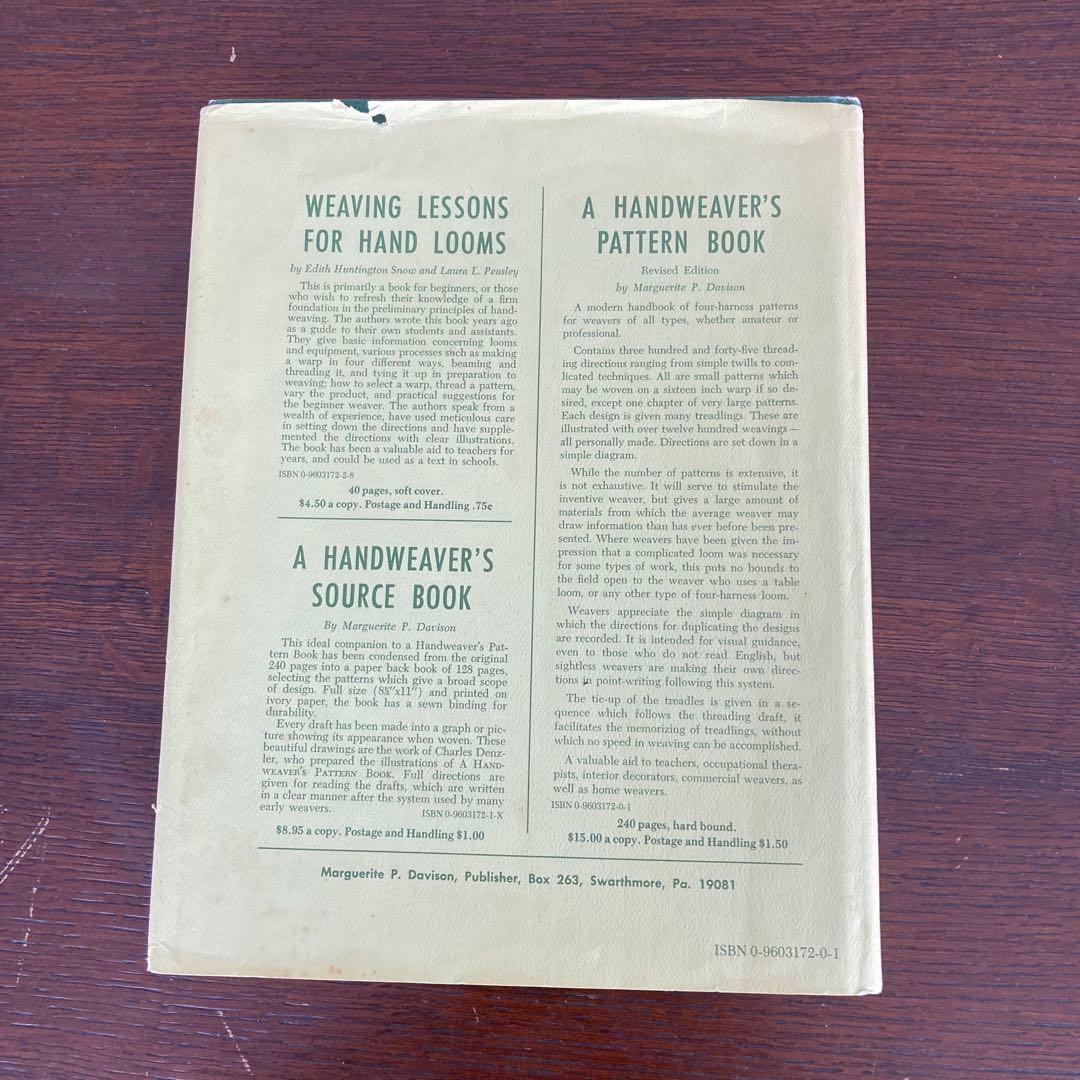 WEAVING LESSONS
FOR HAND LOOMS
by Edith Huntington Snow and Laura L. Peasley
This is primarily a book for beginners, or those
who wish to refresh their knowledge of a firm
foundation in the preliminary principles of hand-
weaving. The authors wrote this book years ago
as a guide to their own students and assistants.
They give basic information concerning looms
and equipment, various processes such as making
a warp in four different ways, beaming and
threading it, and tying it up in preparation to
weaving; how to select a warp, thread a pattern,
vary the product, and practical suggestions for
the beginner weaver. The authors speak from a
wealth of experience, have used meticulous care
in setting down the directions and have supple-
mented the directions with clear illustrations.
The book has been a valuable aid to teachers for
years, and could be used as a text in schools.
ISBN 0-9603172-2-8
40 pages, soft cover.
$4.50 a copy. Postage and Handling .75¢
A HANDWEAVER'S
SOURCE BOOK
By Marguerite P. Davison
This ideal companion to a Handweaver's Pat-
tern Book has been condensed from the original
240 pages into a paper back book of 128 pages,
selecting the patterns which give a broad scope
of design. Full size (8½"x11") and printed on
ivory paper, the book has a sewn binding for
durability.
Every draft has been made into a graph or pic-
ture showing its appearance when woven. These
beautiful drawings are the work of Charles Denz-
ler, who prepared the illustrations of A HAND-
WEAVER'S PATTERN BOOK. Full directions are
given for reading the drafts, which are written
in a clear manner after the system used by many
early weavers.
ISBN 0-9603172-1-X
$8.95 a copy. Postage and Handling $1.00
A HANDWEAVER'S
PATTERN BOOK
Revised Edition
by Marguerite P. Davison
A modern handbook of four-harness patterns
for weavers of all types, whether amateur or
professional.
Contains three hundred and forty-five thread-
ing directions ranging from simple twills to com-
plicated techniques. All are small patterns which
may be woven on a sixteen inch warp if so de-
sired, except one chapter of very large patterns.
Each design is given many treadlings. These are
illustrated with over twelve hundred weavings—
all personally made. Directions are set down in a
simple diagram.
While the number of patterns is extensive, it
is not exhaustive. It will serve to stimulate the
inventive weaver, but gives a large amount of
materials from which the average weaver may
draw information than has ever before been pre-
sented. Where weavers have been given the im-
pression that a complicated loom was necessary
for some types of work, this puts no bounds to
the field open to the weaver who uses a table
loom, or any other type of four-harness loom.
Weavers appreciate the simple diagram in
which the directions for duplicating the designs
are recorded. It is intended for visual guidance,
even to those who do not read English, but
sightless weavers are making their own direc-
tions in point-writing following this system.
The tie-up of the treadles is given in a se-
quence which follows the threading draft, it
facilitates the memorizing of treadlings, without
which no speed in weaving can be accomplished.
A valuable aid to teachers, occupational thera-
pists, interior decorators, commercial weavers, as
well as home weavers.
ISBN 0-9603172-0-1
240 pages, hard bound.
$15.00 a copy. Postage and Handling $1.50
Marguerite P. Davison, Publisher, Box 263, Swarthmore, Pa. 19081
ISBN 0-9603172-0-1